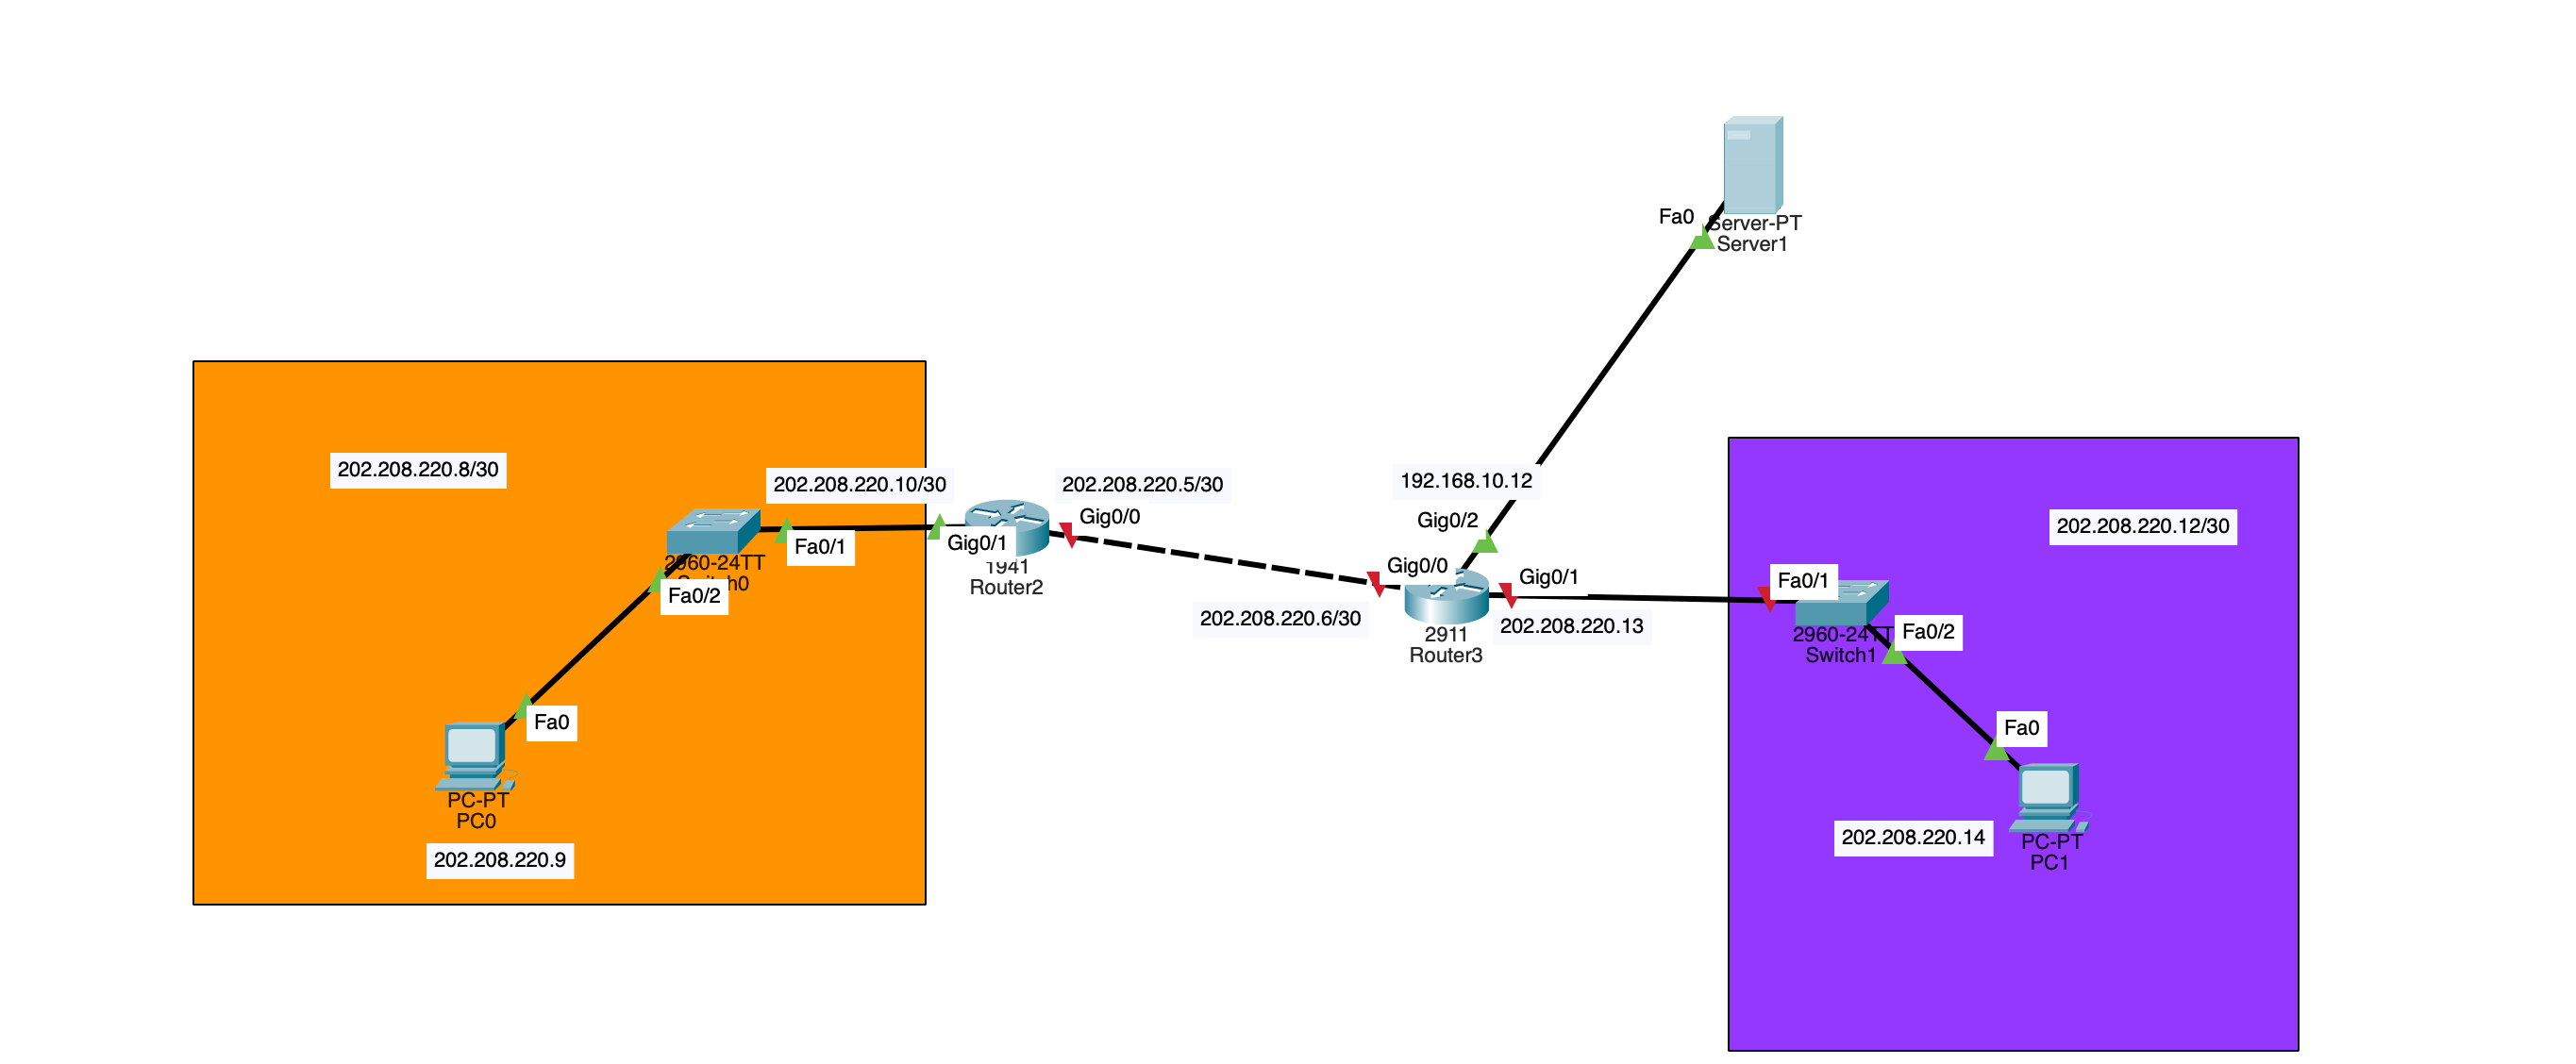 Fa0
Server-PT
Server1
202.208.220.8/30
202.208.220.10/30
202.208.220.5/30
192.168.10.12
Gig0/0
Gig0/2
202.208.220.12/30
Fa0/1
Gig0/1
2960-24TT
Switch0
1941
Router2
Fa0/2
Gig0/0
Gig0/1
Fa0/1
202.208.220.6/30
202.208.220.13
2911
Router3
2960-24TT
Switch1
Fa0/2
Fa0
Fa0
PC-PT
PC0
202.208.220.9
202.208.220.14
PC-PT
PC1